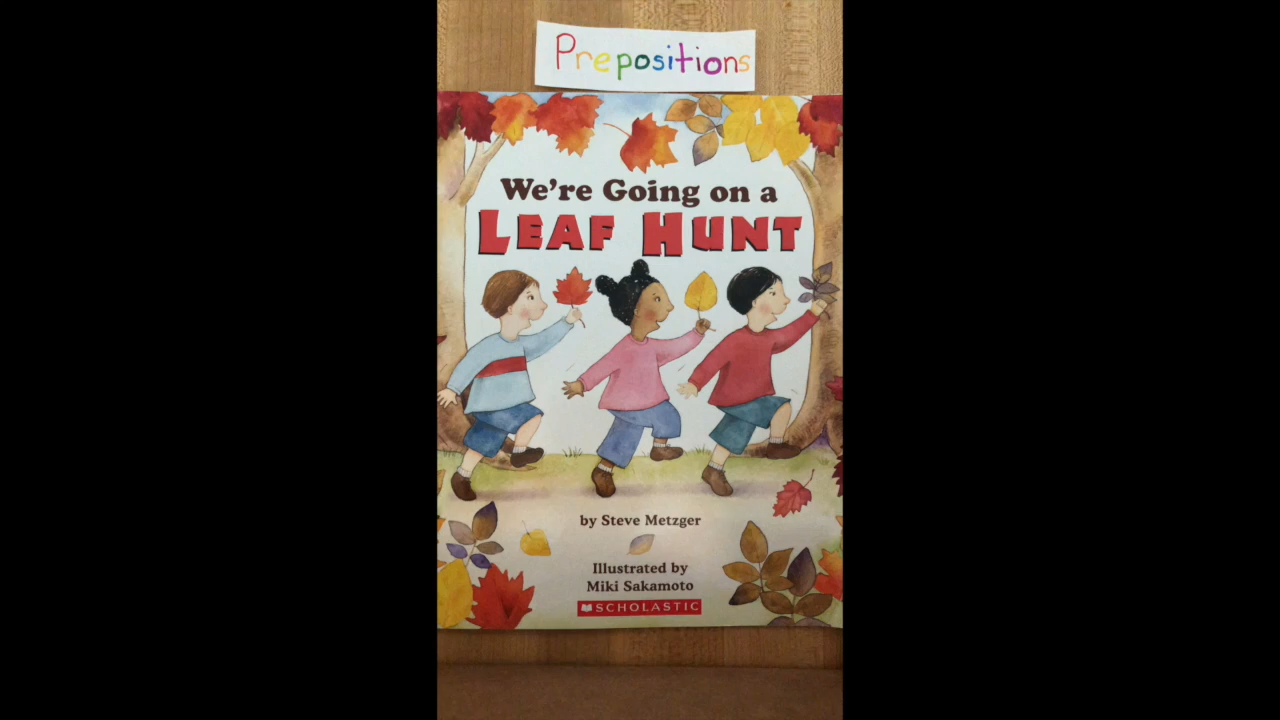 Prepositions
We're Going on a
LEAF HUNT
by Steve Metzger
Illustrated by
Miki Sakamoto
SCHOLASTIC